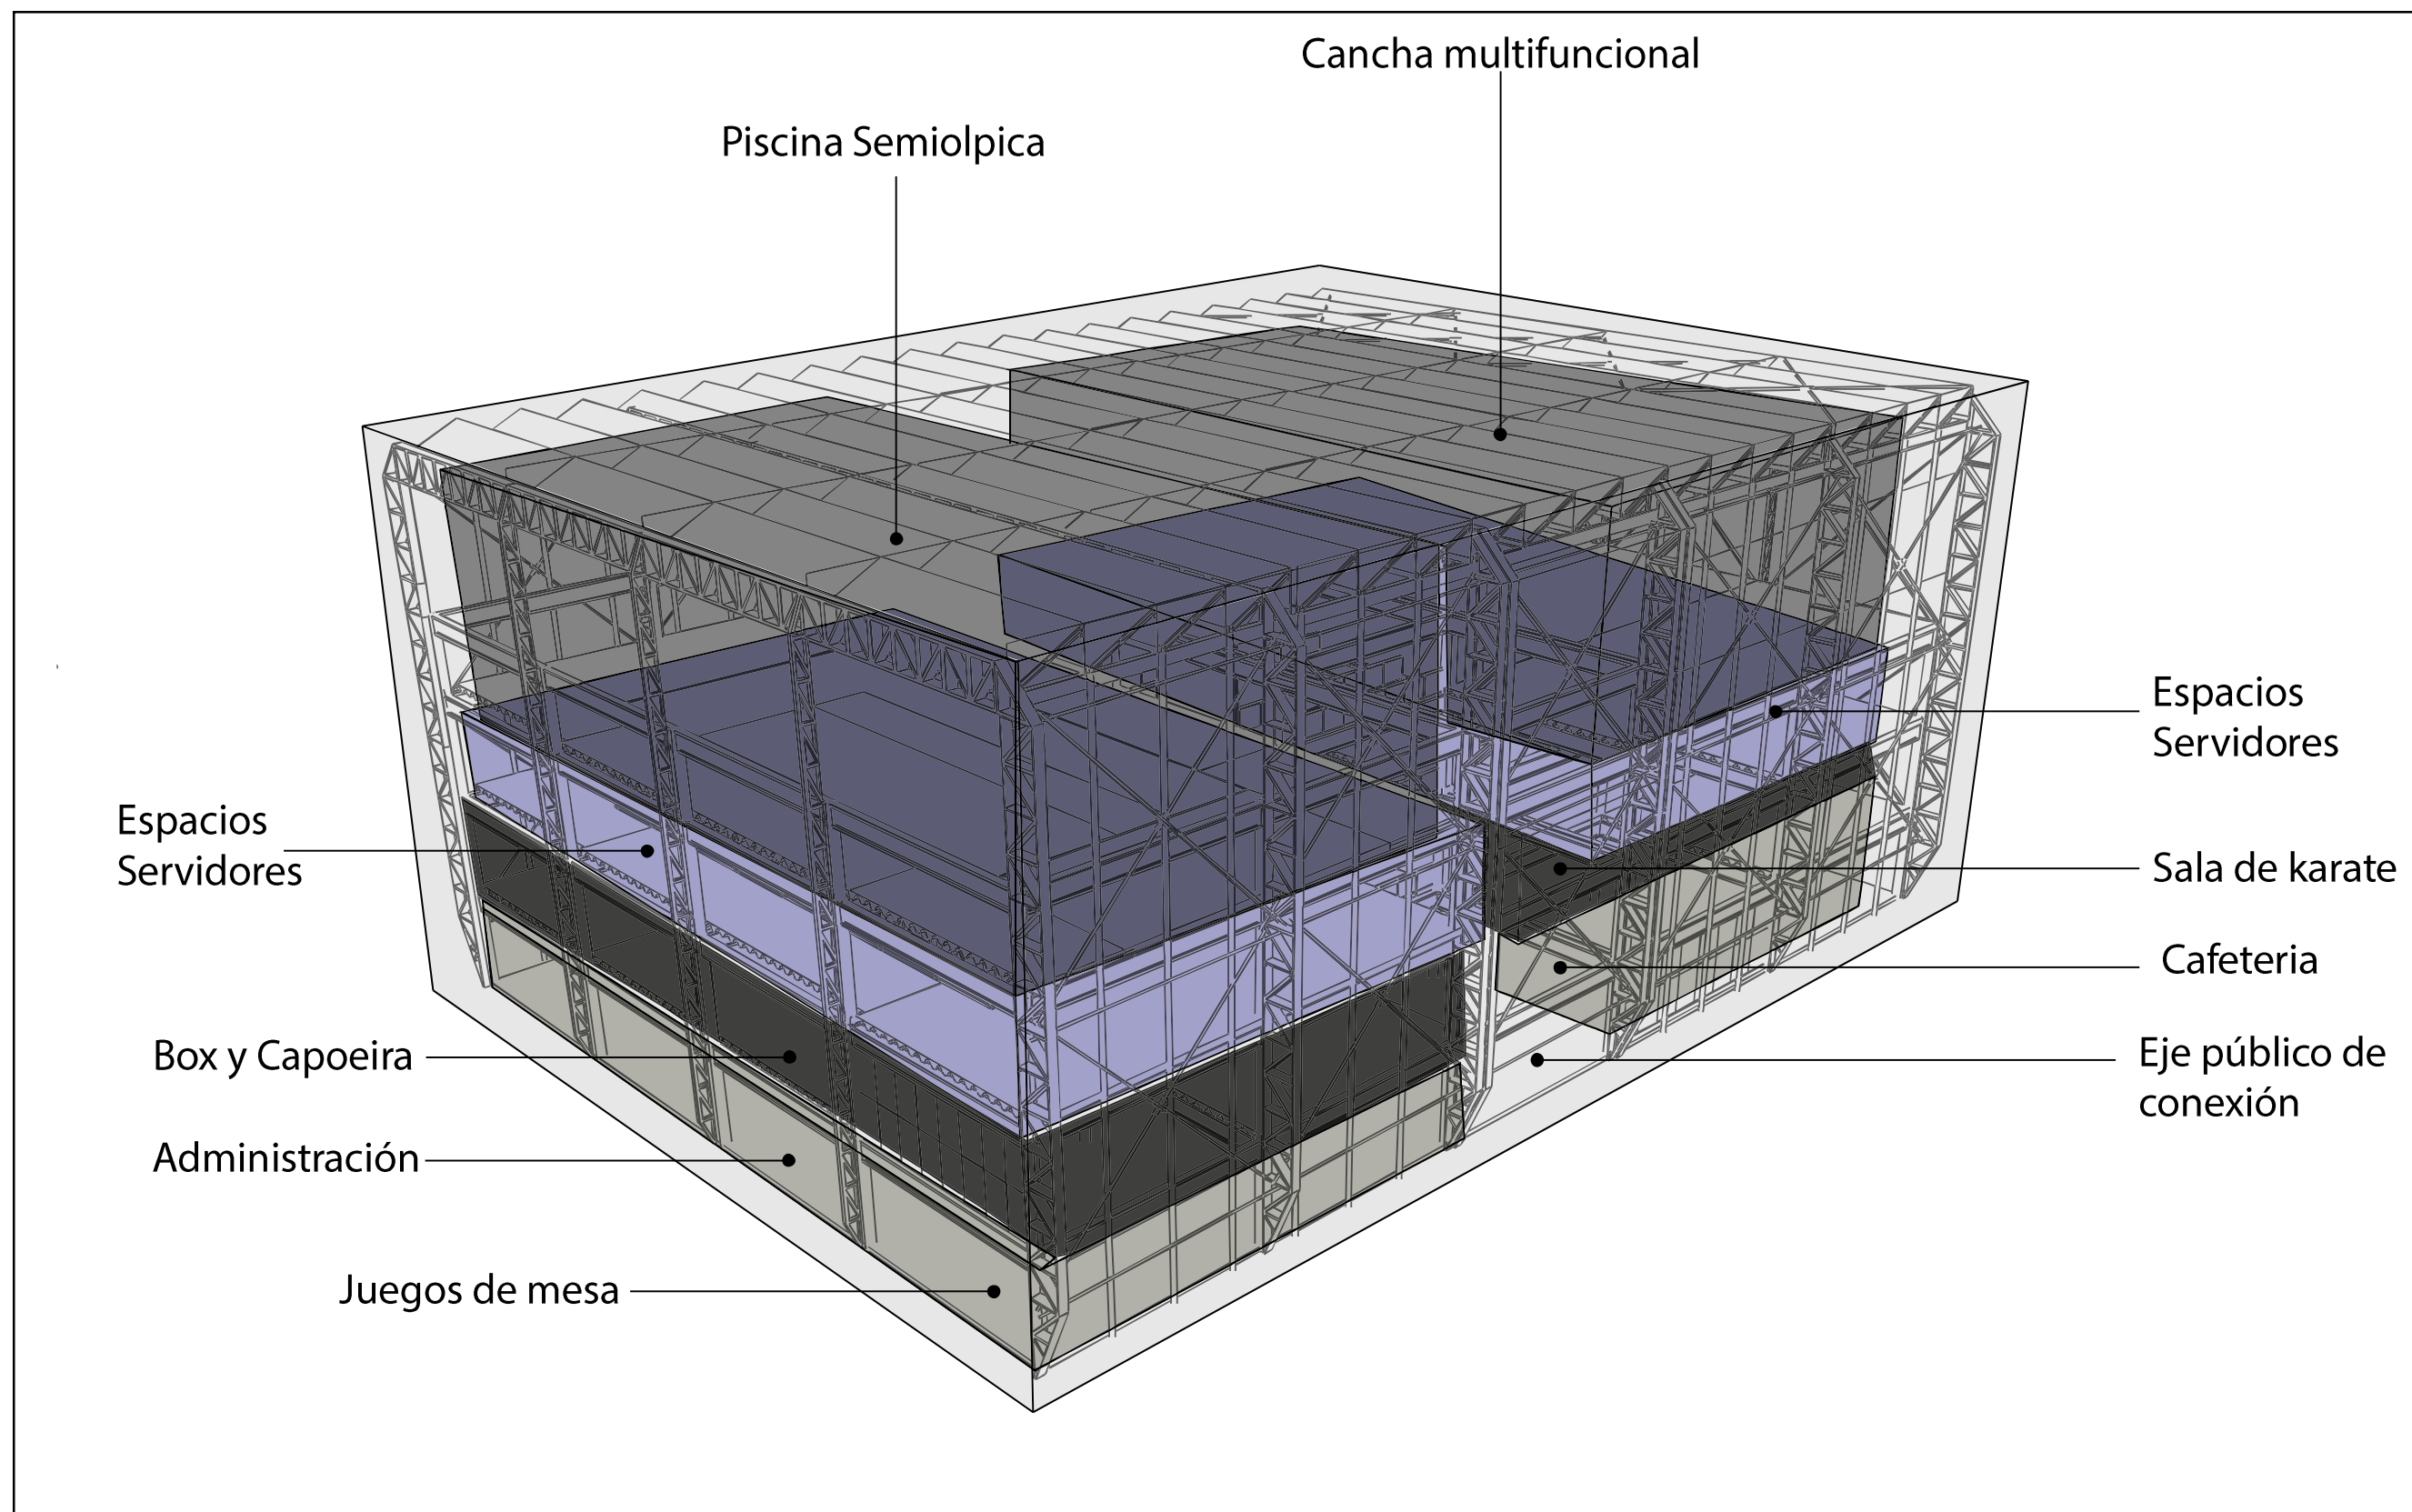 Cancha multifuncional
Piscina Semiolpica
Espacios
Servidores
Espacios
Servidores
Sala de karate
Cafeteria
Box y Capoeira
Eje público de
conexión
Administración
Juegos de mesa